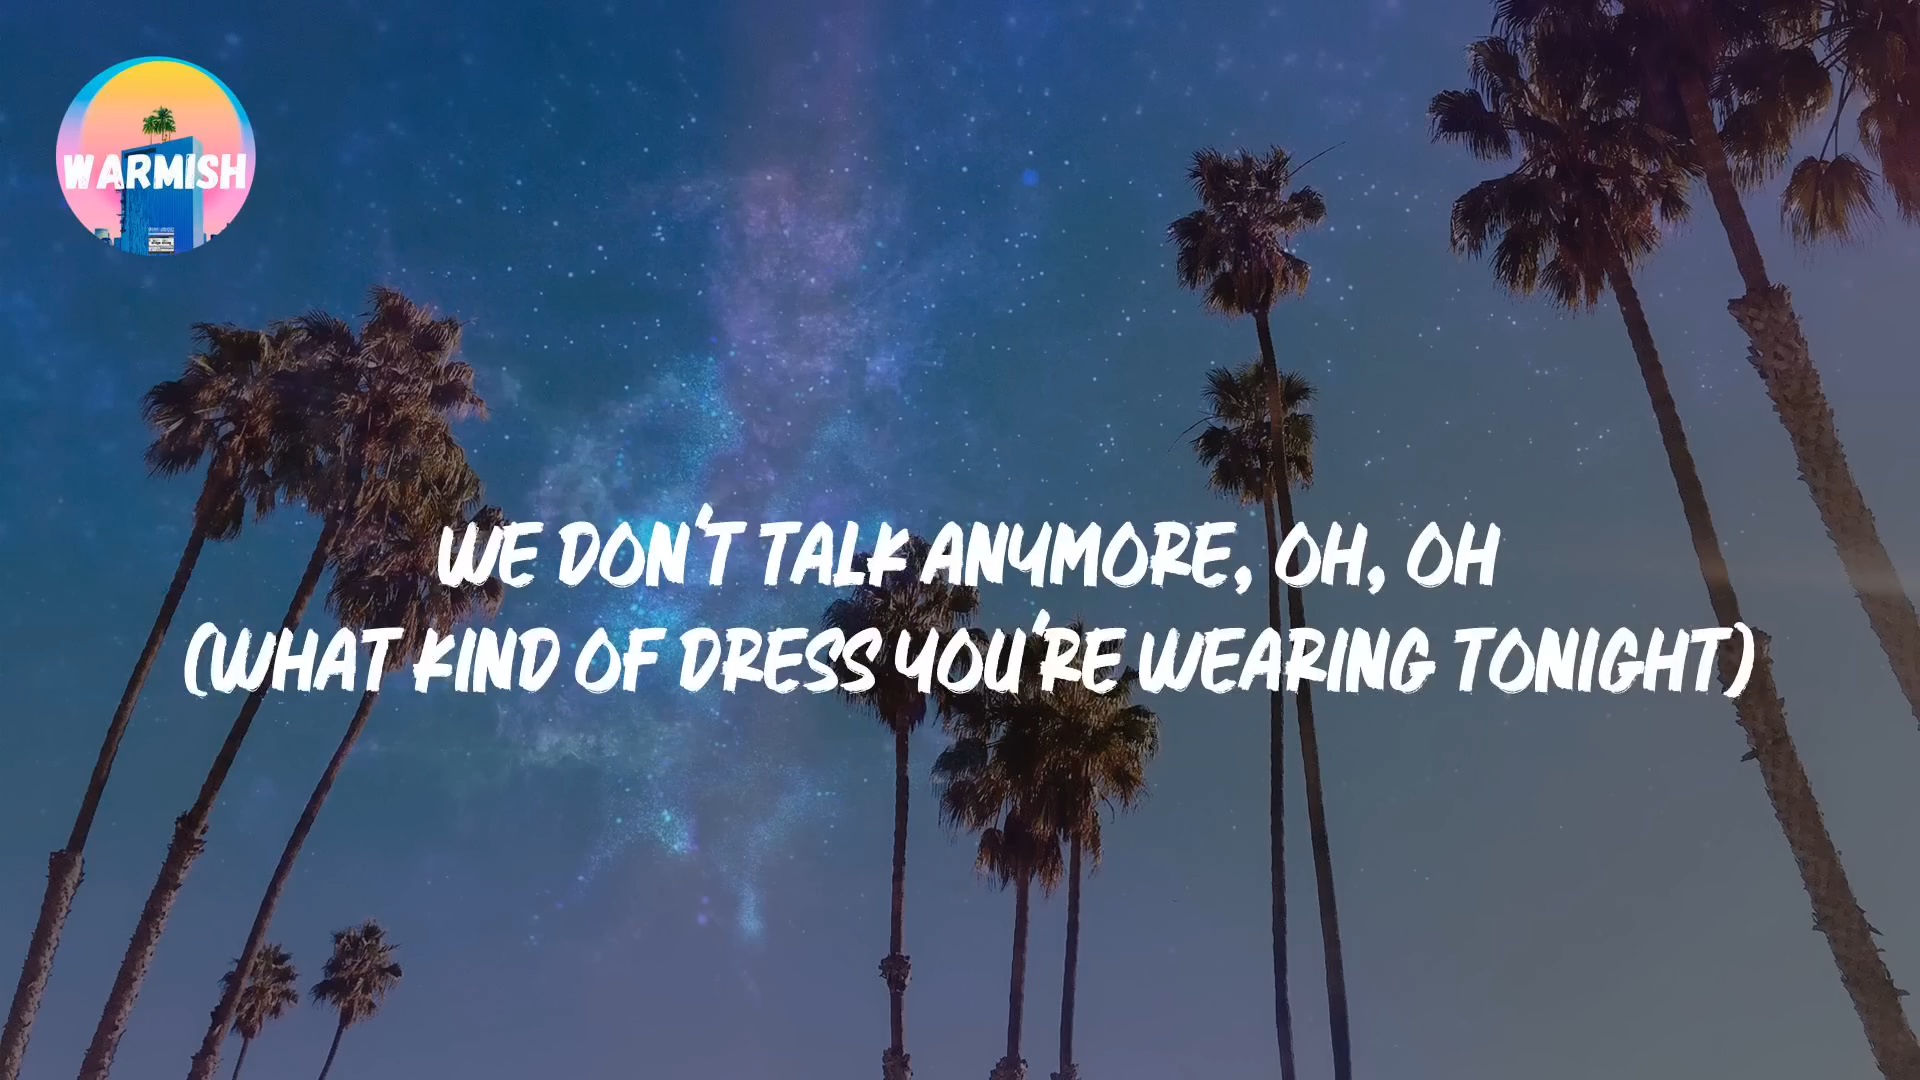 WARMISH
WE DON'T TALK ANYMORE, OH, OH
(WHAT KIND OF DRESS YOU'RE WEARING TONIGHT)